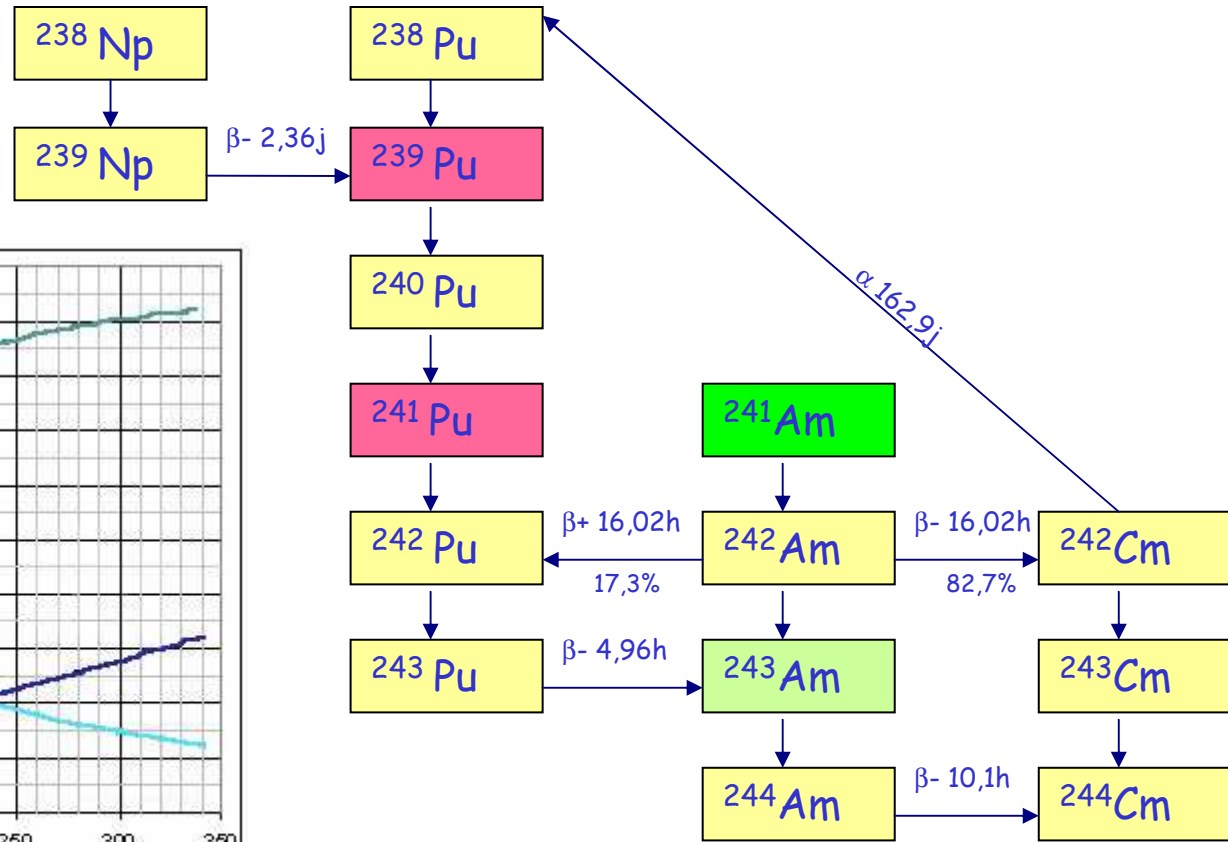 ²³⁸ Np
²³⁸ Pu
²³⁹ Np
β- 2,36j
²³⁹ Pu
²⁴⁰ Pu
α 162,9j
²⁴¹ Pu
²⁴¹Am
²⁴² Pu
β+ 16,02h
17,3%
²⁴²Am
β- 16,02h
82,7%
²⁴²Cm
²⁴³ Pu
β- 4,96h
²⁴³Am
²⁴³Cm
²⁴⁴Am
β- 10,1h
²⁴⁴Cm
250 300 350